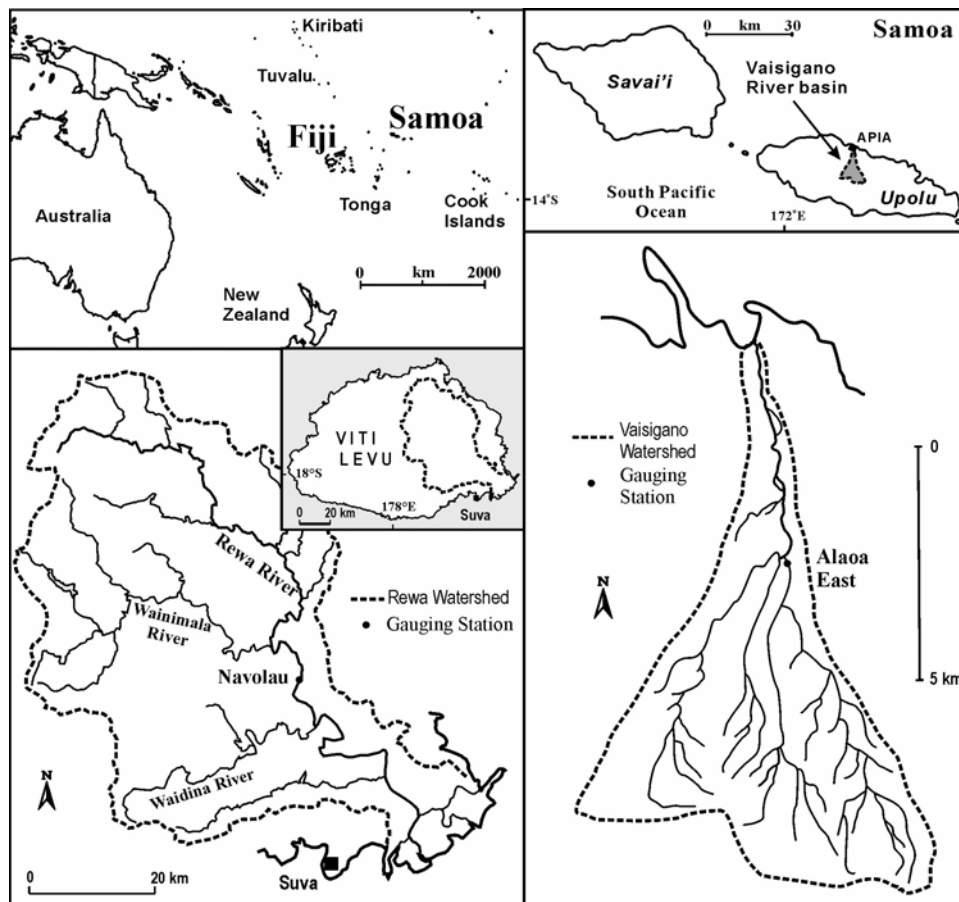 Kiribati
Tuvalu
Fiji
Samoa
Tonga
Cook
Islands
Australia
New
Zealand
0 km 2000
0 30
km
Samoa
Savai'i
Vaisigano
River basin
APIA
Upolu
South Pacific
Ocean
14°S
172°E
VITI
LEVU
18°S
178°E
0 20 km
Suva
Rewa River
Wainimala
River
Rewa Watershed
Gauging Station
Navolau
Waidina River
N
0 20 km
Suva
Vaisigano
Watershed
Gauging
Station
0
Alaoa
East
N
5 km